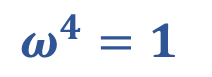 ω⁴ = 1